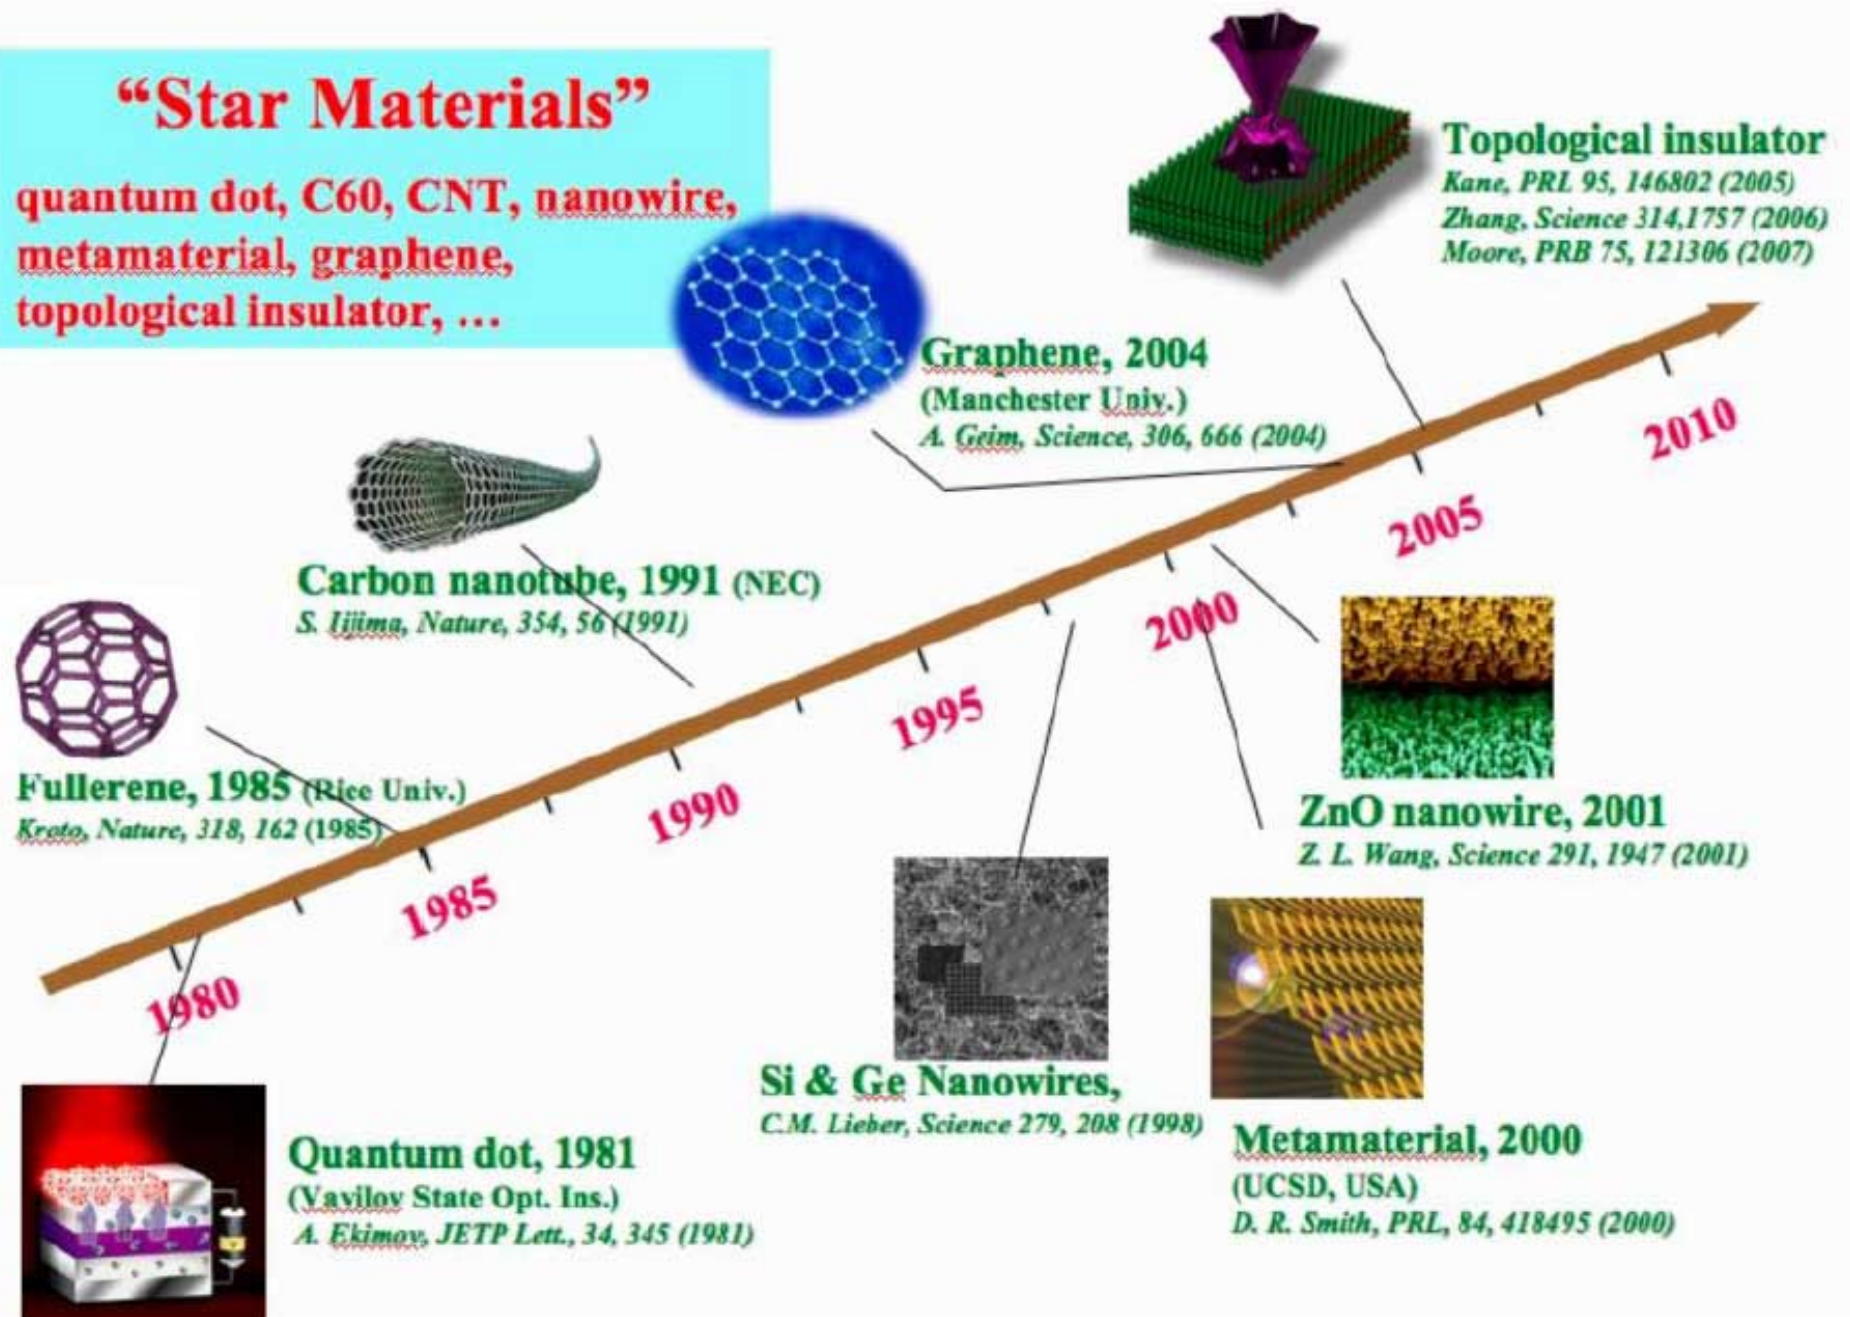 “Star Materials”
quantum dot, C60, CNT, nanowire,
metamaterial, graphene,
topological insulator, …
Topological insulator
Kane, PRL 95, 146802 (2005)
Zhang, Science 314,1757 (2006)
Moore, PRB 75, 121306 (2007)
Graphene, 2004
(Manchester Univ.)
A. Geim, Science, 306, 666 (2004)
Carbon nanotube, 1991 (NEC)
S. Iijima, Nature, 354, 56 (1991)
Fullerene, 1985 (Rice Univ.)
Kroto, Nature, 318, 162 (1985)
1980
1985
1990
1995
2000
2005
2010
ZnO nanowire, 2001
Z. L. Wang, Science 291, 1947 (2001)
Si & Ge Nanowires,
C.M. Lieber, Science 279, 208 (1998)
Metamaterial, 2000
(UCSD, USA)
D. R. Smith, PRL, 84, 418495 (2000)
Quantum dot, 1981
(Vavilov State Opt. Ins.)
A. Ekimov, JETP Lett., 34, 345 (1981)